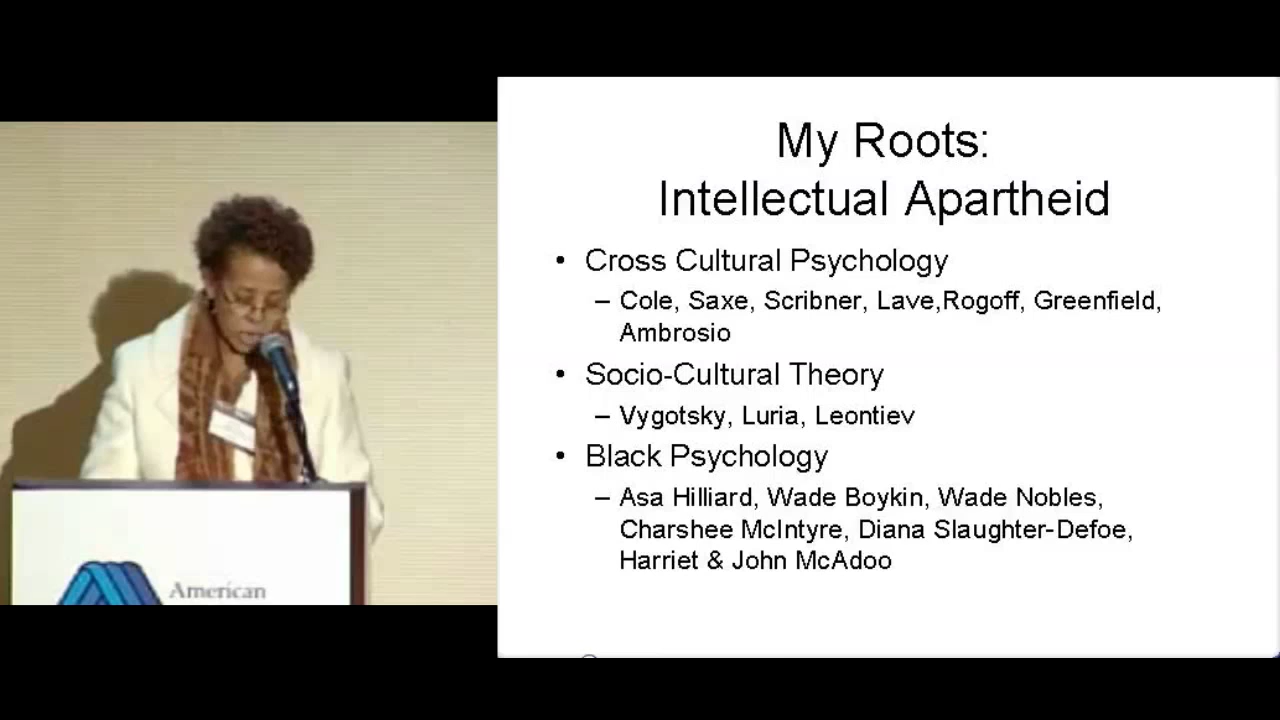 My Roots:
Intellectual Apartheid
• Cross Cultural Psychology
– Cole, Saxe, Scribner, Lave,Rogoff, Greenfield,
Ambrosio
• Socio-Cultural Theory
– Vygotsky, Luria, Leontiev
• Black Psychology
– Asa Hilliard, Wade Boykin, Wade Nobles,
Charshee McIntyre, Diana Slaughter-Defoe,
Harriet & John McAdoo
American